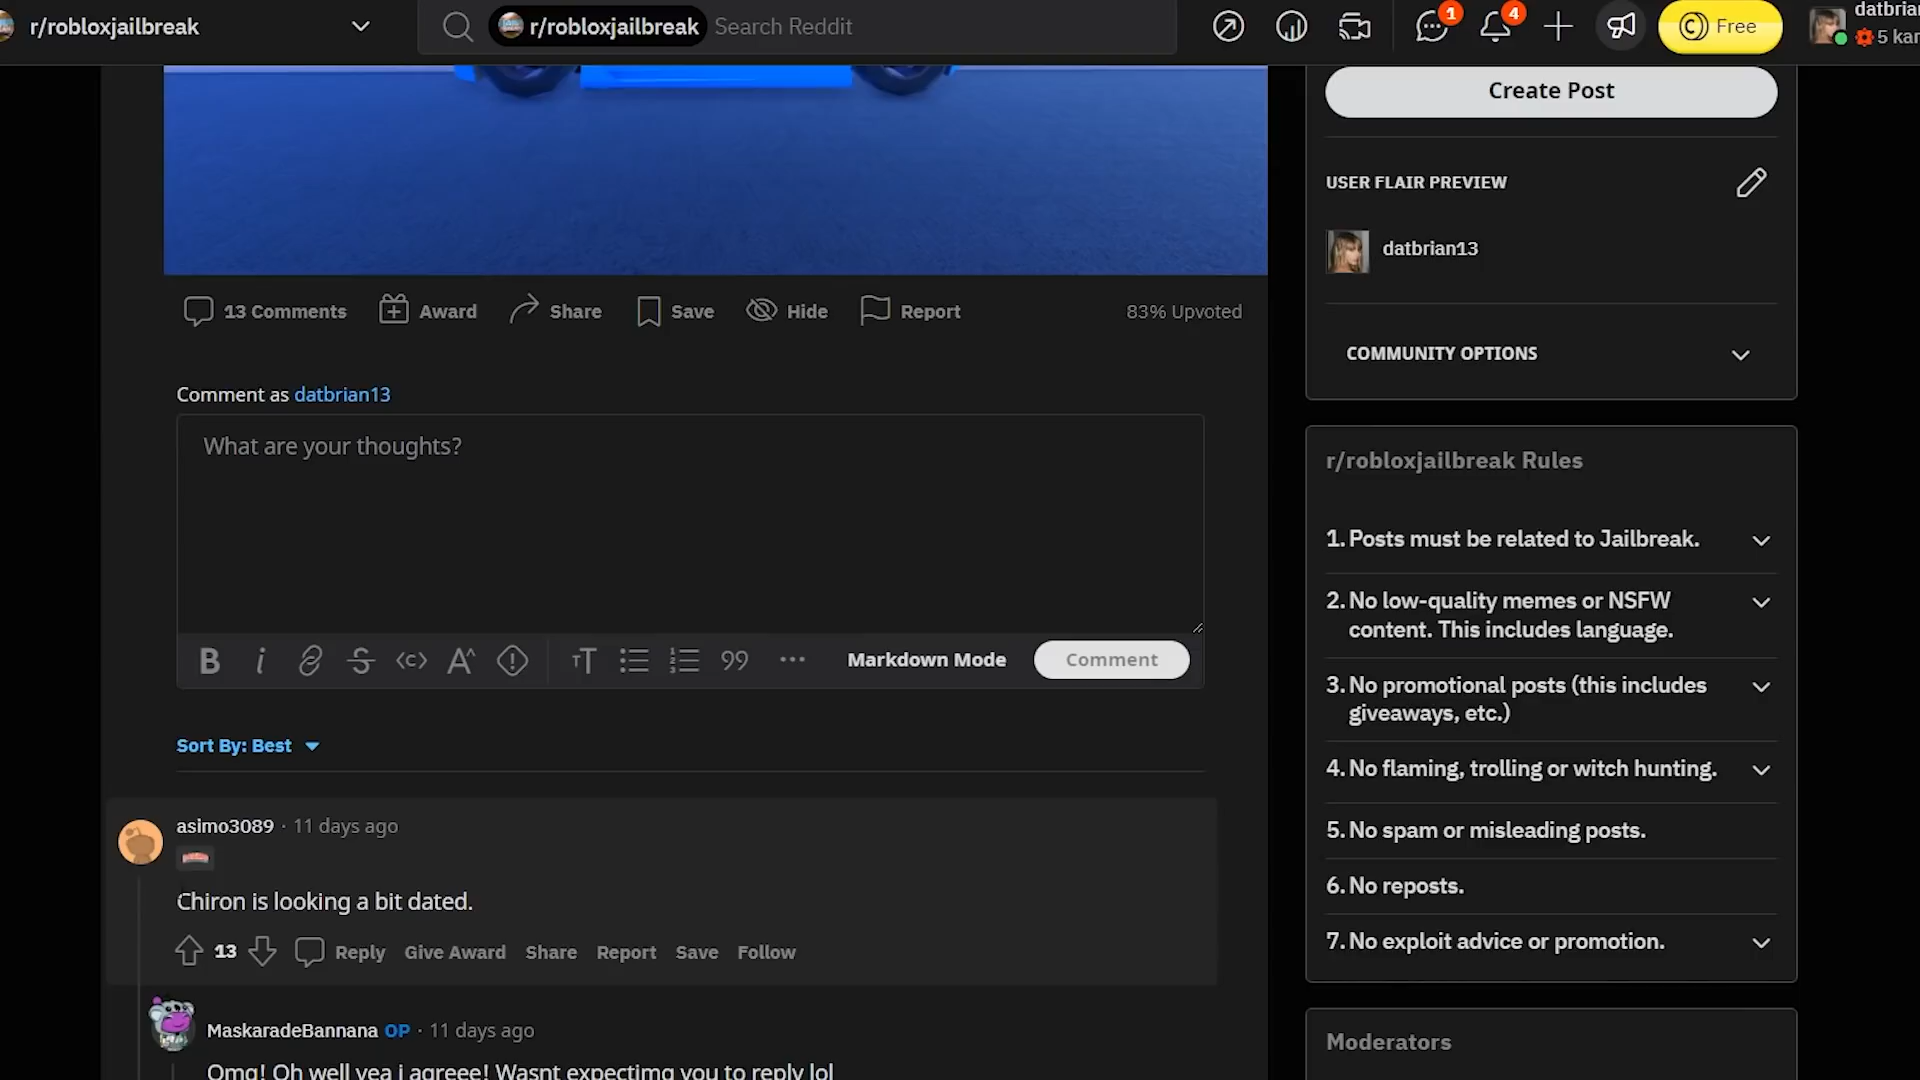 r/robloxjailbreak
r/robloxjailbreak Search Reddit
1
4
Free
5
Create Post
USER FLAIR PREVIEW
datbrian13
COMMUNITY OPTIONS
13 Comments Award Share Save Hide Report 83% Upvoted
Comment as datbrian13
What are your thoughts?
Markdown Mode Comment
Sort By: Best
asimo3089 · 11 days ago
Chiron is looking a bit dated.
13 Reply Give Award Share Report Save Follow
MaskaradeBannana OP · 11 days ago
Omg! Oh well yea i agreee! Wasnt expectimg you to reply lol
r/robloxjailbreak Rules
1. Posts must be related to Jailbreak.
2. No low-quality memes or NSFW
content. This includes language.
3. No promotional posts (this includes
giveaways, etc.)
4. No flaming, trolling or witch hunting.
5. No spam or misleading posts.
6. No reposts.
7. No exploit advice or promotion.
Moderators